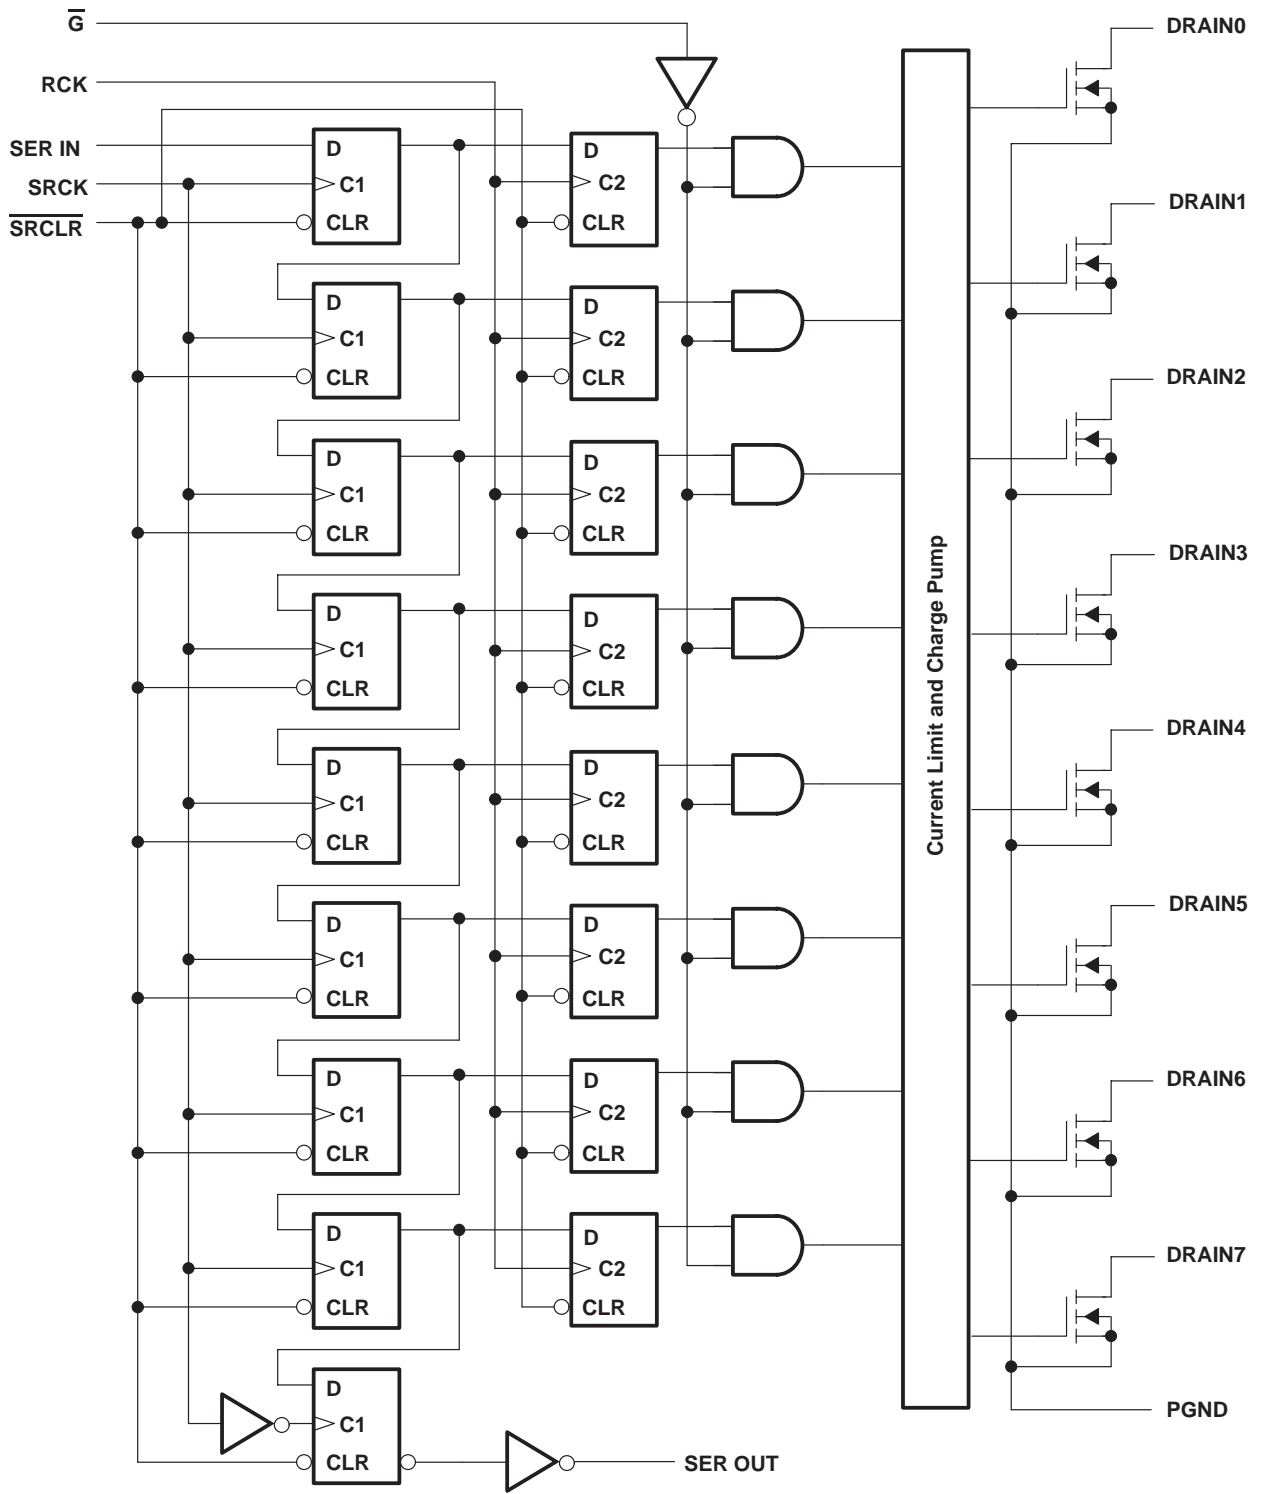 G
RCK
SER IN
SRCK
SRCLR
D
C1
CLR
D
C2
CLR
D
C1
CLR
D
C2
CLR
D
C1
CLR
D
C2
CLR
D
C1
CLR
D
C2
CLR
D
C1
CLR
D
C2
CLR
D
C1
CLR
D
C2
CLR
D
C1
CLR
D
C2
CLR
D
C1
CLR
D
C2
CLR
D
C1
CLR
SER OUT
Current Limit and Charge Pump
DRAIN0
DRAIN1
DRAIN2
DRAIN3
DRAIN4
DRAIN5
DRAIN6
DRAIN7
PGND